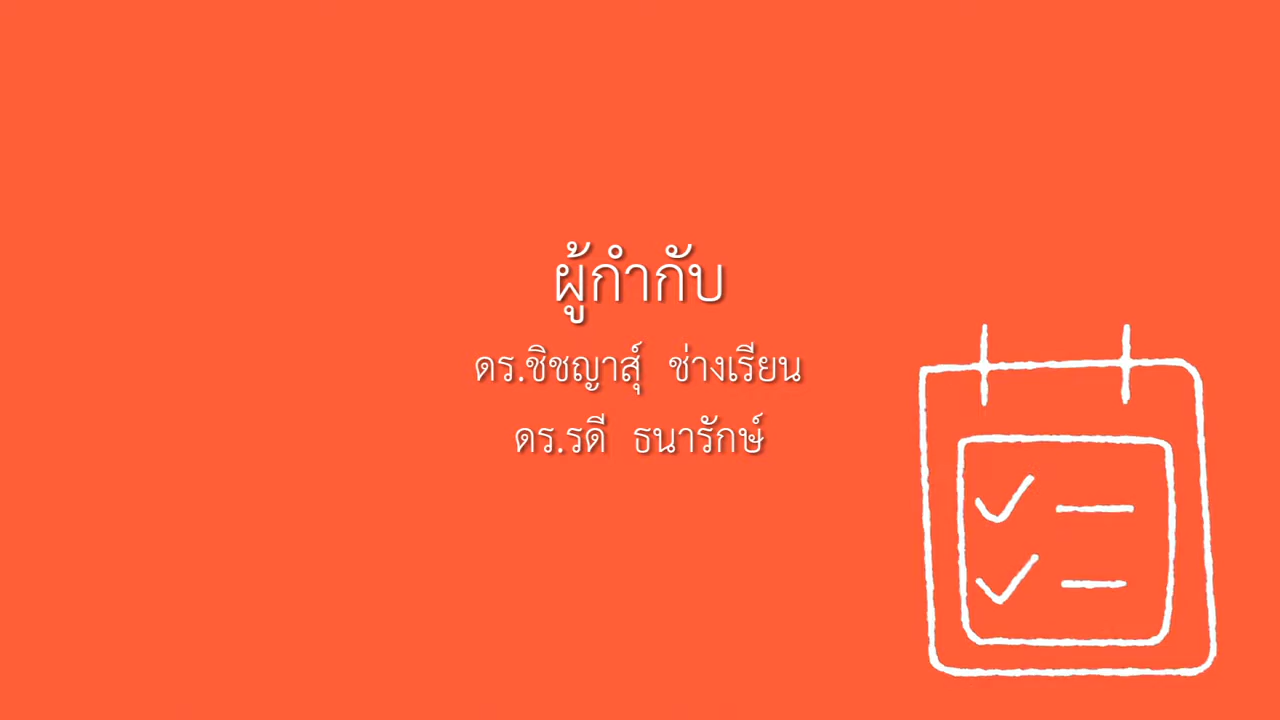 ผู้กำกับ
ดร.ชิชญาสุ์ ช่างเรียน
ดร.รดี ธนารักษ์